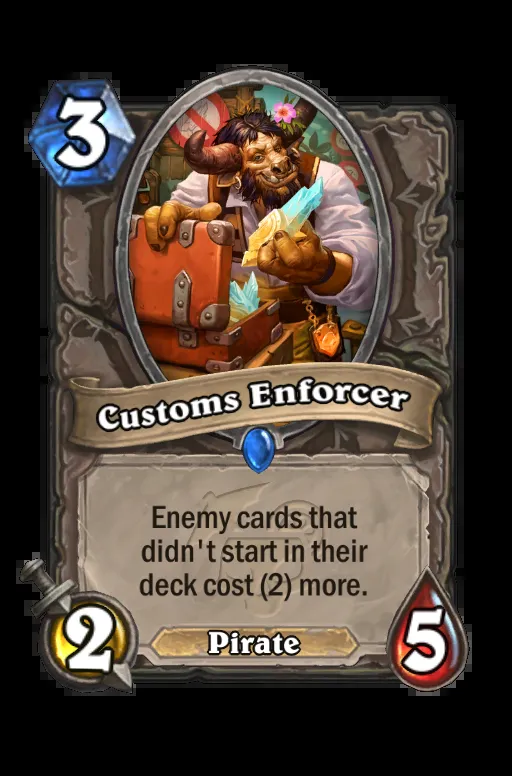 3
Customs Enforcer
Enemy cards that
didn't start in their
deck cost (2) more.
2
Pirate
5